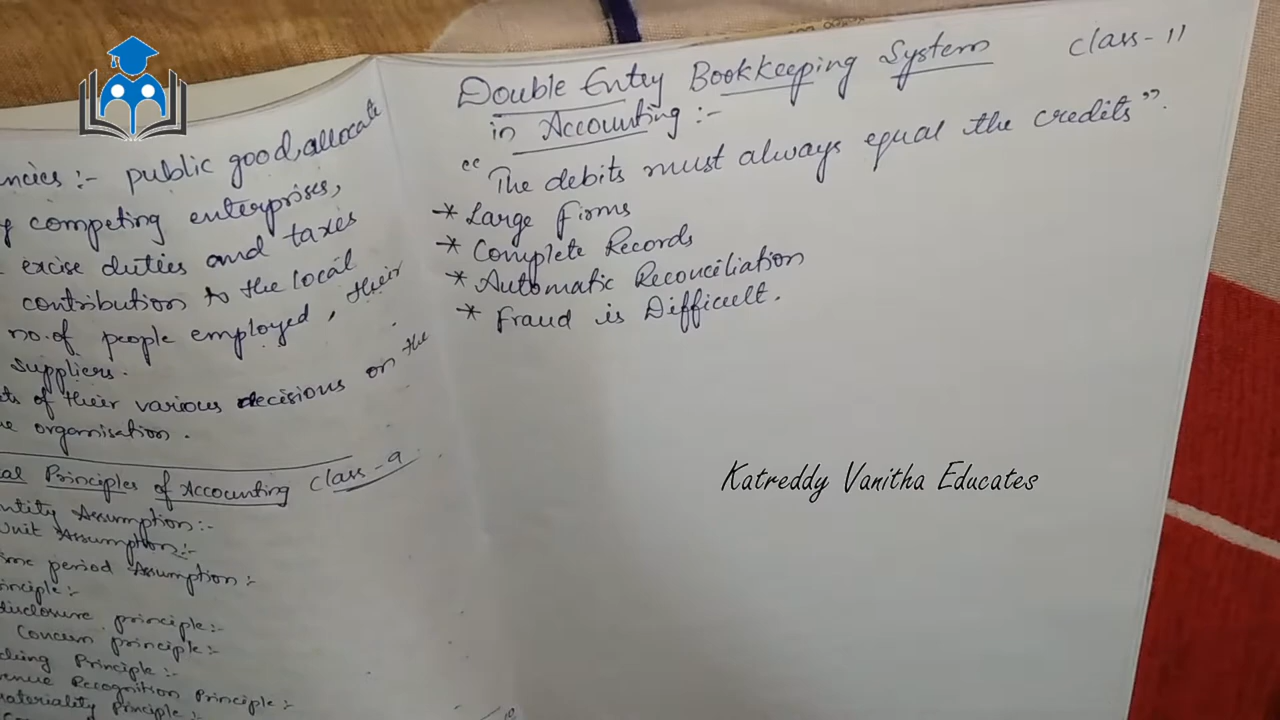 public good, allocate
competing enterprises,
excise duties and taxes
contribution to the local
no. of people employed, their
suppliers.
of their various decisions on the
organisation.
Principles of Accounting class-9
Assumption:-
Unit Assumption:-
period Assumption:-
principle:-
Concern principle:-
Principle:-
Recognition Principle:-
Principle:-
Double Entry Bookkeeping System class-11
in Accounting:-
"The debits must always equal the credits".
* Large firms
* Complete Records
* Automatic Reconciliation
* Fraud is Difficult.
Katreddy Vanitha Educates